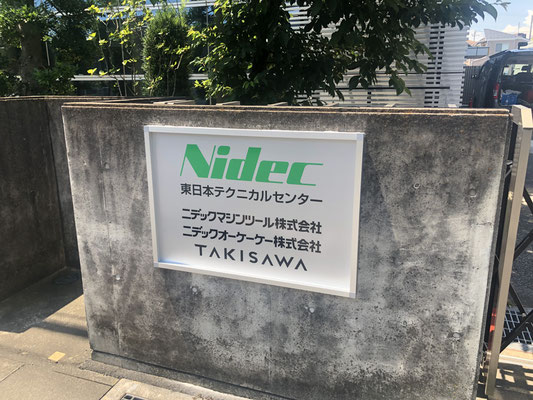 Nidec
東日本テクニカルセンター
ニデックマシンツール株式会社
ニデックオーケーケー株式会社
TAKISAWA